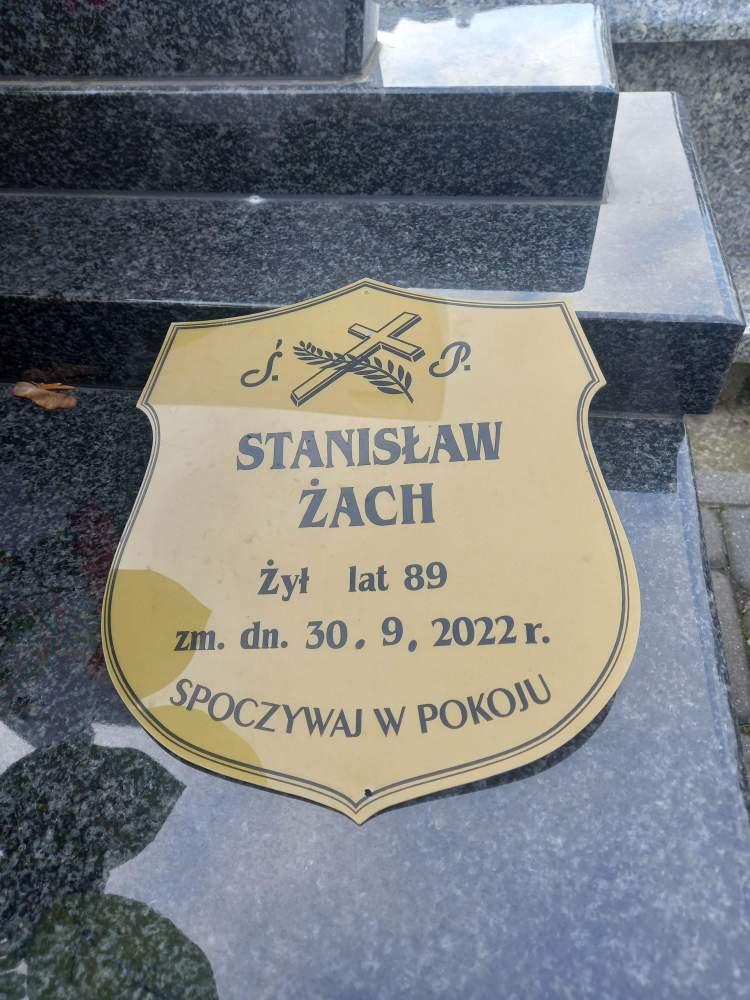 Ś. P.
STANISŁAW
ŻACH
Żył lat 89
zm. dn. 30. 9. 2022 r.
SPOCZYWAJ W POKOJU